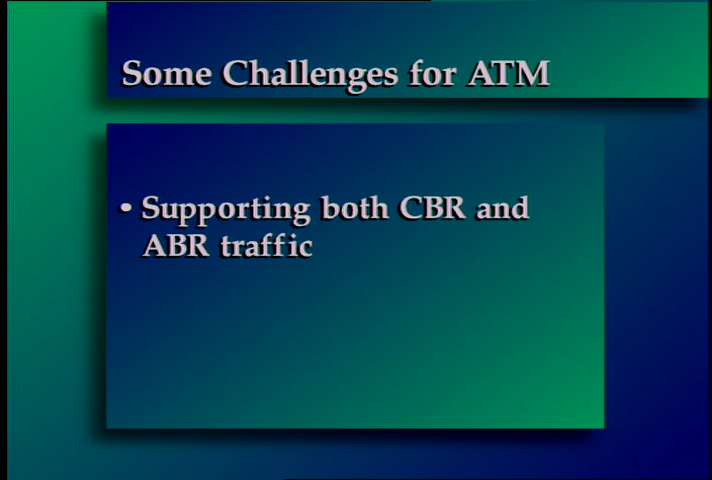 Some Challenges for ATM
• Supporting both CBR and
ABR traffic